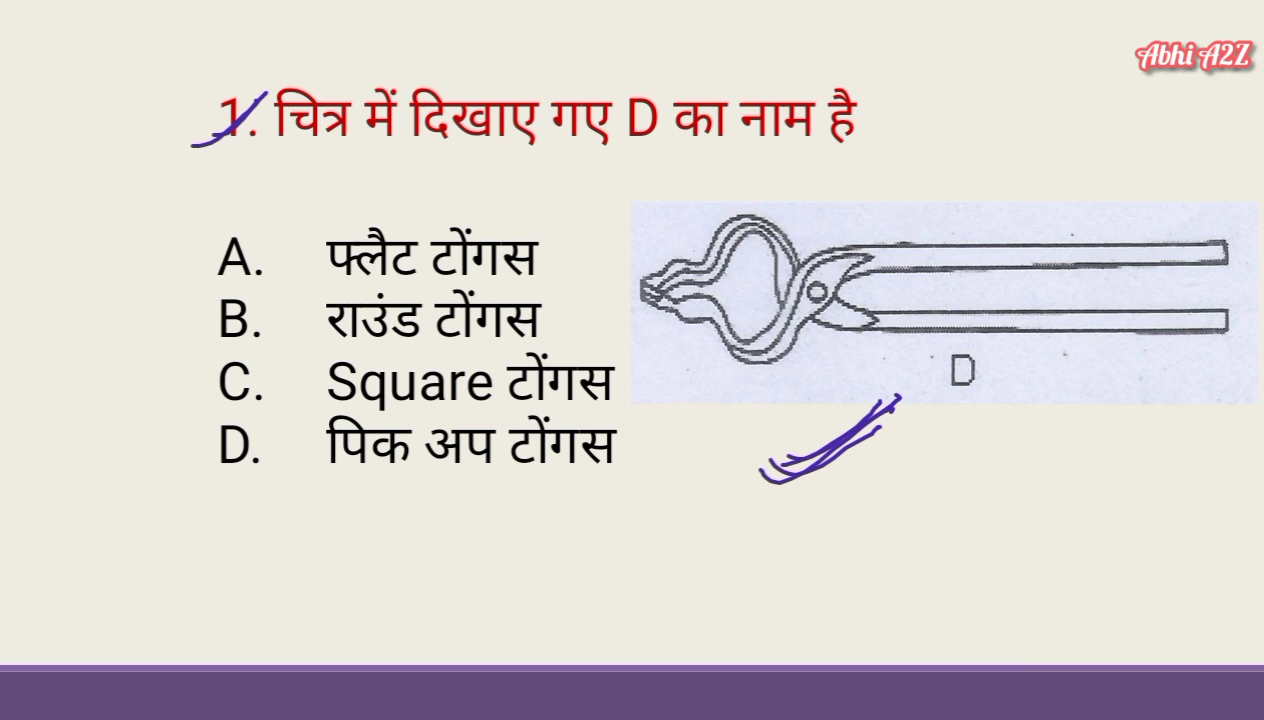 Abhi A2Z
1. चित्र में दिखाए गए D का नाम है
A. फ्लैट टोंगस
B. राउंड टोंगस
C. Square टोंगस
D. पिक अप टोंगस
D